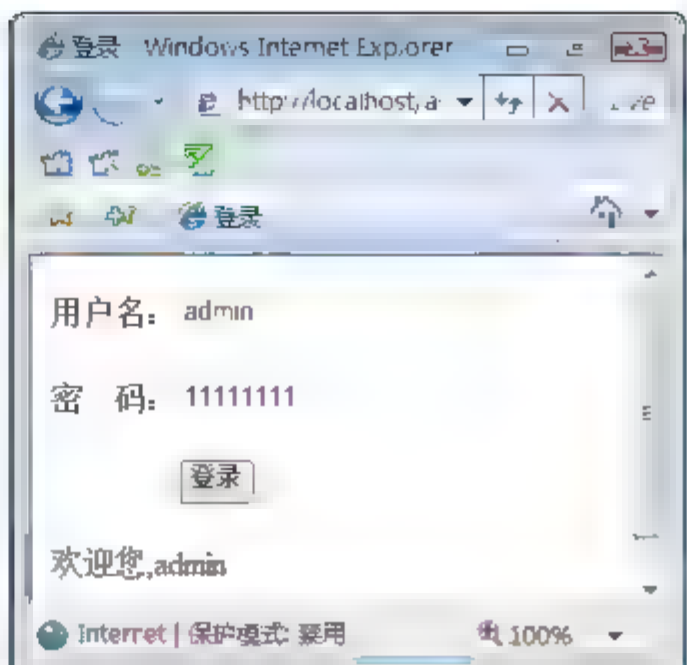 登录 Windows Internet Explorer
http://localhost/a
登录
用户名: admin
密 码: 11111111
登录
欢迎您,admin
Internet | 保护模式: 禁用 100%